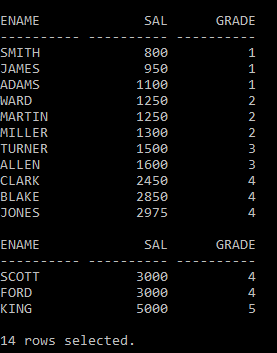 ENAME SAL GRADE
---------- ---------- ----------
SMITH 800 1
JAMES 950 1
ADAMS 1100 1
WARD 1250 2
MARTIN 1250 2
MILLER 1300 2
TURNER 1500 3
ALLEN 1600 3
CLARK 2450 4
BLAKE 2850 4
JONES 2975 4
ENAME SAL GRADE
---------- ---------- ----------
SCOTT 3000 4
FORD 3000 4
KING 5000 5
14 rows selected.